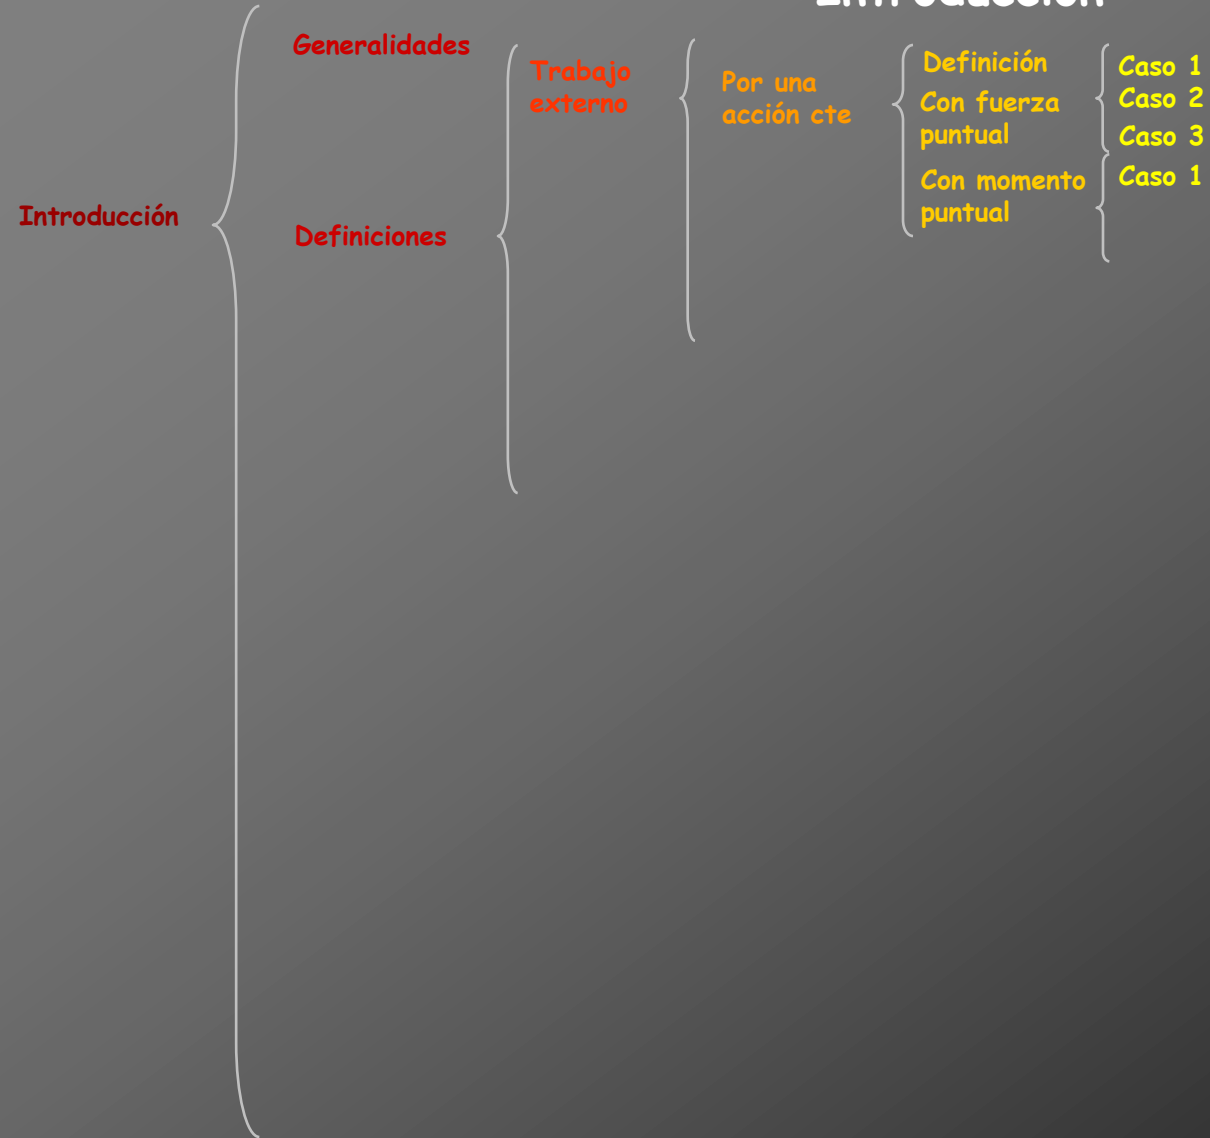 Introducción
Generalidades
Trabajo
externo
Por una
acción cte
Definición
Con fuerza
puntual
Caso 1
Caso 2
Caso 3
Con momento
puntual
Caso 1
Introducción
Definiciones